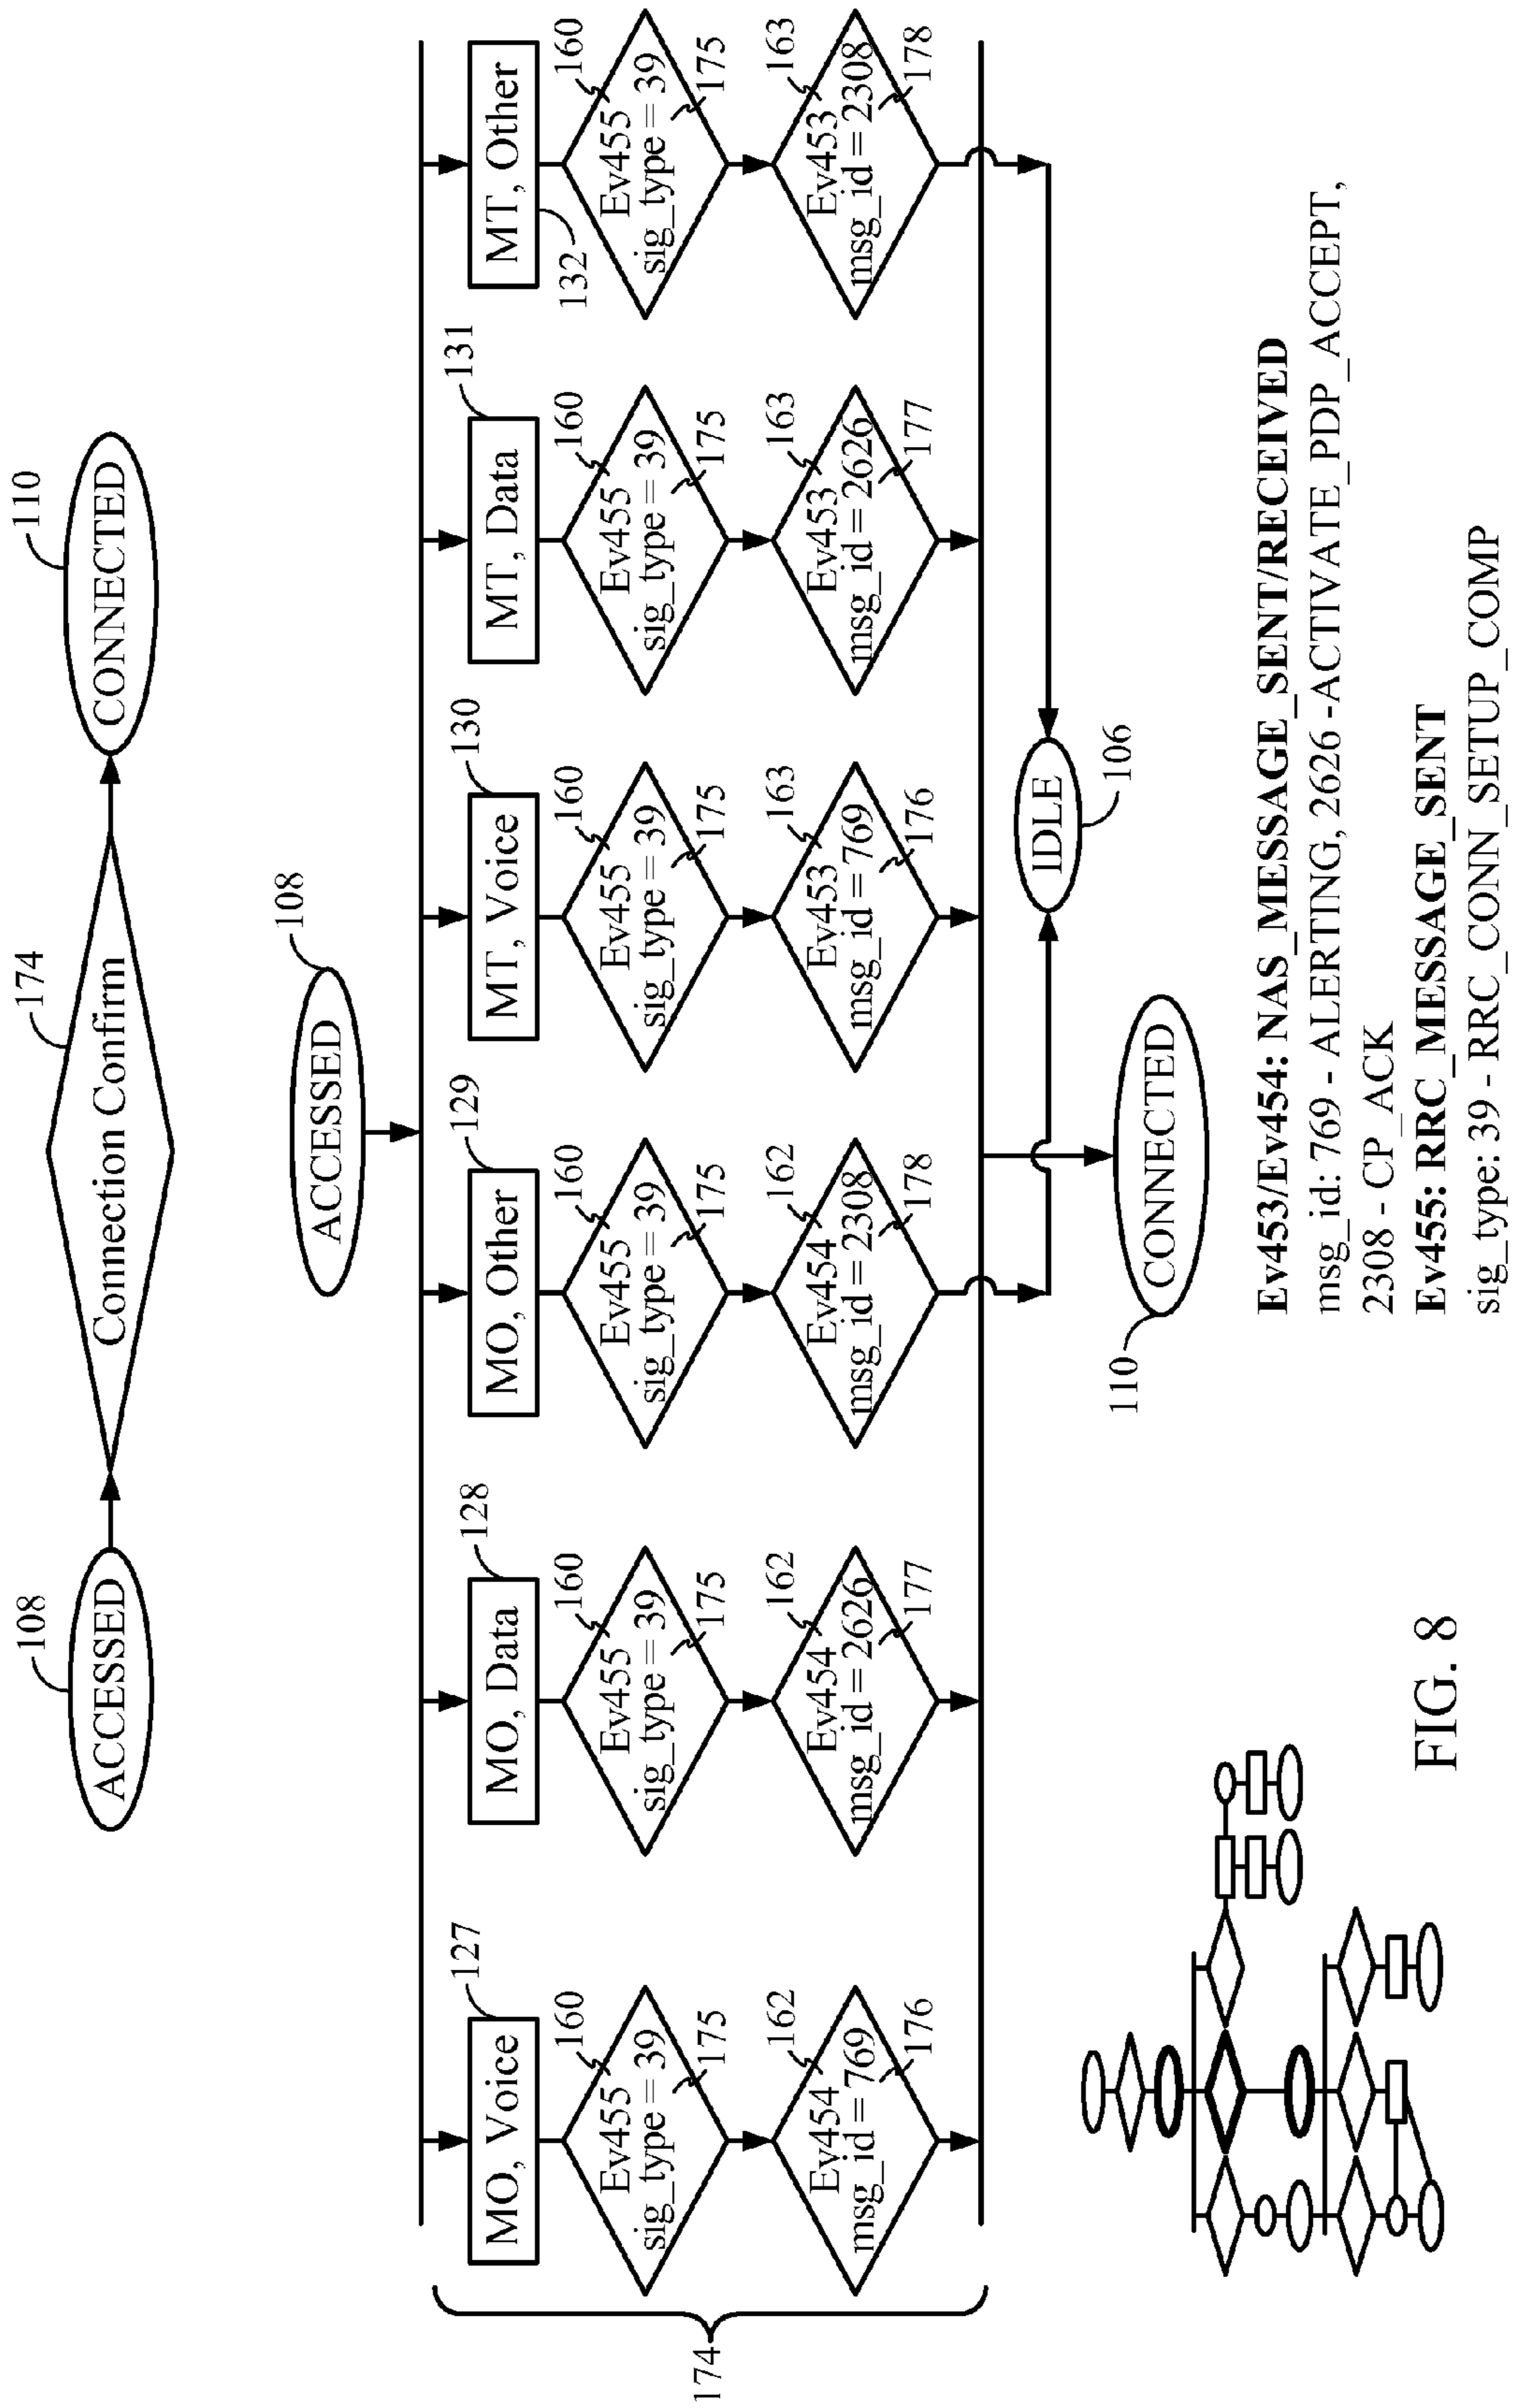 108
ACCESSED
174
Connection Confirm
110
CONNECTED
108
ACCESSED
127
MO, Voice
128
MO, Data
129
MO, Other
130
MT, Voice
131
MT, Data
132
MT, Other
160
Ev455
sig_type = 39
175
160
Ev455
sig_type = 39
175
160
Ev455
sig_type = 39
175
160
Ev455
sig_type = 39
175
160
Ev455
sig_type = 39
175
160
Ev455
sig_type = 39
175
162
Ev454
msg_id = 769
176
162
Ev454
msg_id = 2626
177
162
Ev454
msg_id = 2308
178
163
Ev453
msg_id = 769
176
163
Ev453
msg_id = 2626
177
163
Ev453
msg_id = 2308
178
174
IDLE
106
110
CONNECTED
Ev453/Ev454: NAS_MESSAGE_SENT/RECEIVED
msg_id: 769 - ALERTING, 2626 -ACTIVATE_PDP_ACCEPT,
2308 - CP_ACK
Ev455: RRC_MESSAGE_SENT
sig_type: 39 - RRC_CONN_SETUP_COMP
FIG. 8